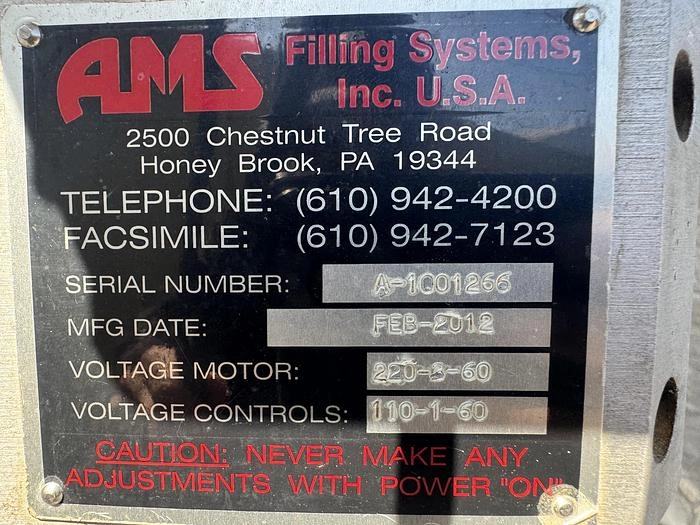 AMS Filling Systems,
Inc. U.S.A.
2500 Chestnut Tree Road
Honey Brook, PA 19344
TELEPHONE: (610) 942-4200
FACSIMILE: (610) 942-7123
SERIAL NUMBER: A-1001266
MFG DATE: FEB-2012
VOLTAGE MOTOR: 220-3-60
VOLTAGE CONTROLS: 110-1-60
CAUTION: NEVER MAKE ANY
ADJUSTMENTS WITH POWER "ON"